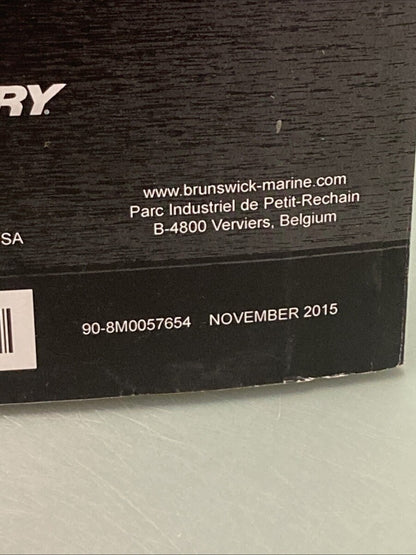 RY
www.brunswick-marine.com
Parc Industriel de Petit-Rechain
B-4800 Verviers, Belgium
SA
90-8M0057654 NOVEMBER 2015